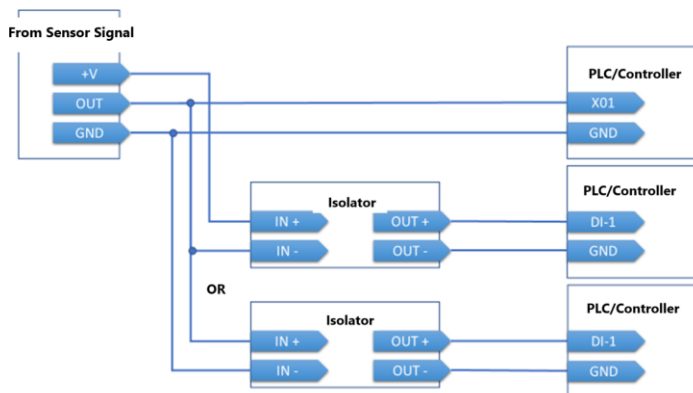 From Sensor Signal
+V
OUT
GND
PLC/Controller
X01
GND
Isolator
IN +
OUT +
IN -
OUT -
PLC/Controller
DI-1
GND
OR
Isolator
IN +
OUT +
IN -
OUT -
PLC/Controller
DI-1
GND